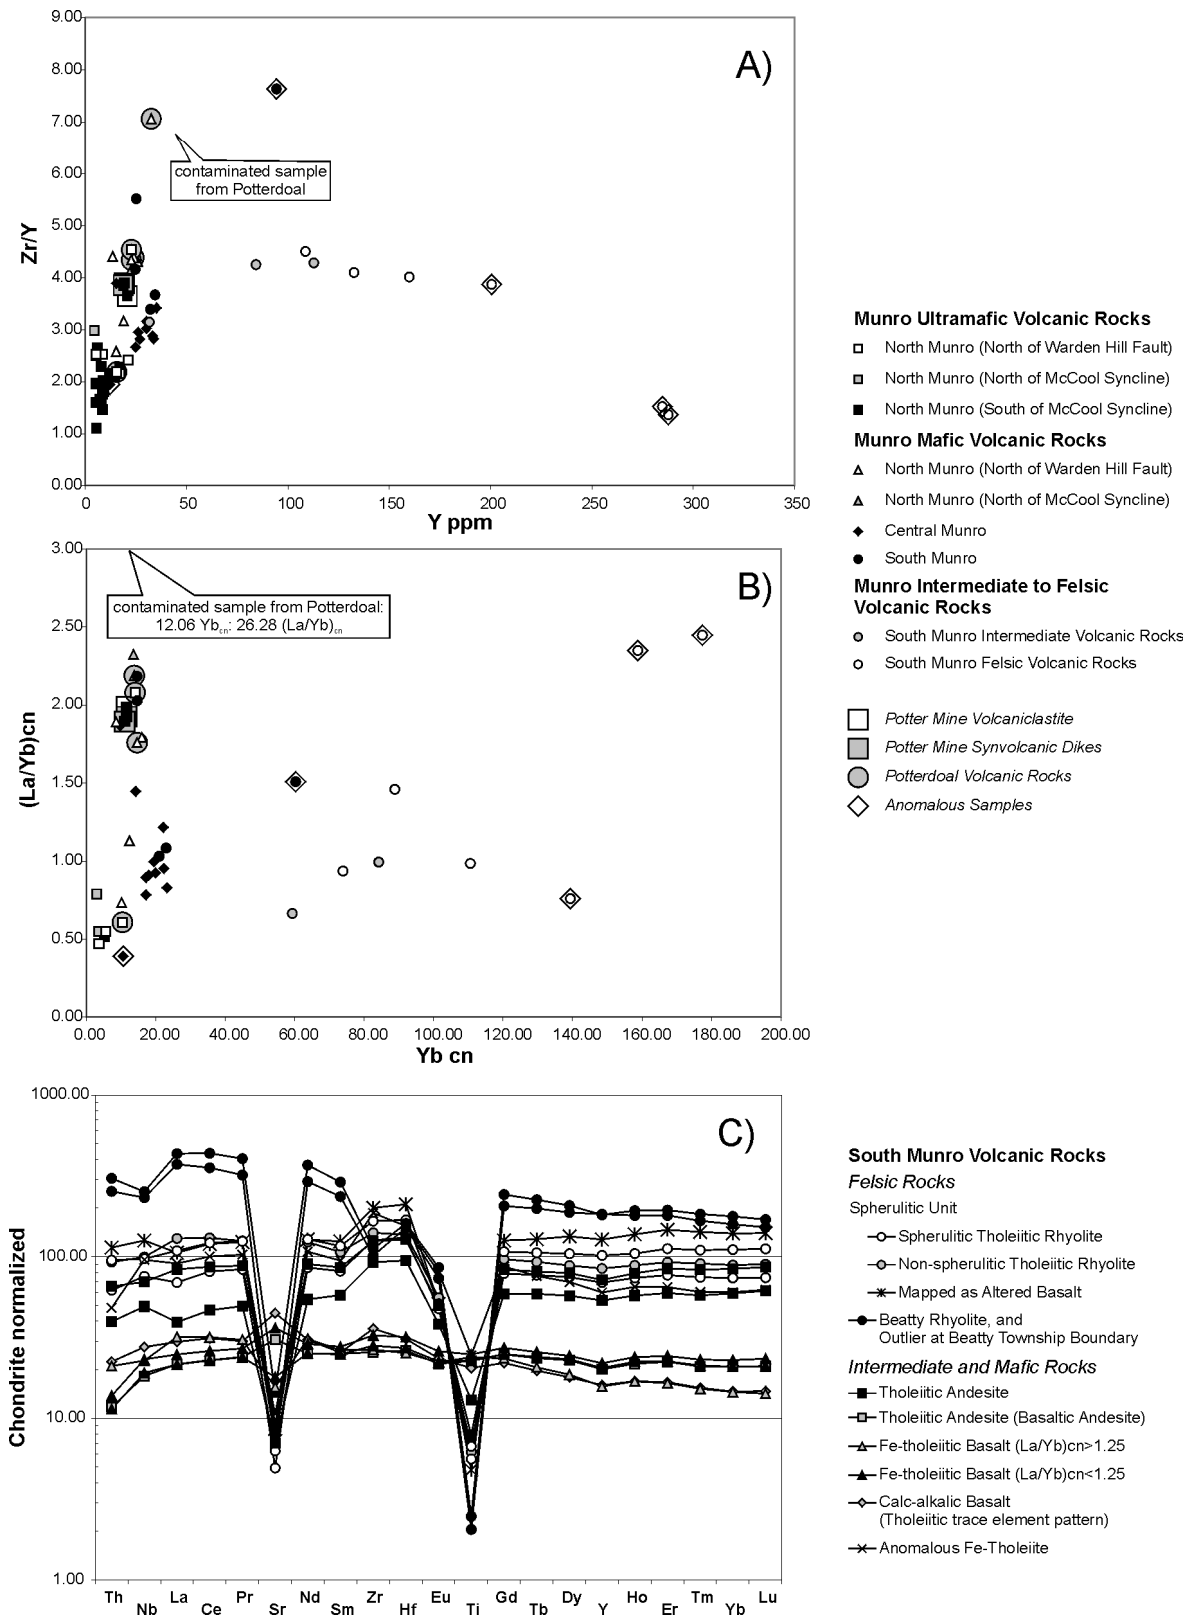 9.00
8.00
7.00
6.00
5.00
4.00
3.00
2.00
1.00
0.00
Zr/Y
A)
contaminated sample
from Potterdoal
0
50
100
150
200
250
300
350
Y ppm
3.00
2.50
2.00
1.50
1.00
0.50
0.00
(La/Yb)cn
B)
contaminated sample from Potterdoal:
12.06 Ybcn: 26.28 (La/Yb)cn
0.00
20.00
40.00
60.00
80.00
100.00
120.00
140.00
160.00
180.00
200.00
Yb cn
Munro Ultramafic Volcanic Rocks
North Munro (North of Warden Hill Fault)
North Munro (North of McCool Syncline)
North Munro (South of McCool Syncline)
Munro Mafic Volcanic Rocks
North Munro (North of Warden Hill Fault)
North Munro (North of McCool Syncline)
Central Munro
South Munro
Munro Intermediate to Felsic
Volcanic Rocks
South Munro Intermediate Volcanic Rocks
South Munro Felsic Volcanic Rocks
Potter Mine Volcaniclastite
Potter Mine Synvolcanic Dikes
Potterdoal Volcanic Rocks
Anomalous Samples
1000.00
100.00
10.00
1.00
Chondrite normalized
C)
Th
Nb
La
Ce
Pr
Sr
Nd
Sm
Zr
Hf
Eu
Ti
Gd
Tb
Dy
Y
Ho
Er
Tm
Yb
Lu
South Munro Volcanic Rocks
Felsic Rocks
Spherulitic Unit
Spherulitic Tholeiitic Rhyolite
Non-spherulitic Tholeiitic Rhyolite
Mapped as Altered Basalt
Beatty Rhyolite, and
Outlier at Beatty Township Boundary
Intermediate and Mafic Rocks
Tholeiitic Andesite
Tholeiitic Andesite (Basaltic Andesite)
Fe-tholeiitic Basalt (La/Yb)cn>1.25
Fe-tholeiitic Basalt (La/Yb)cn<1.25
Calc-alkalic Basalt
(Tholeiitic trace element pattern)
Anomalous Fe-Tholeiite